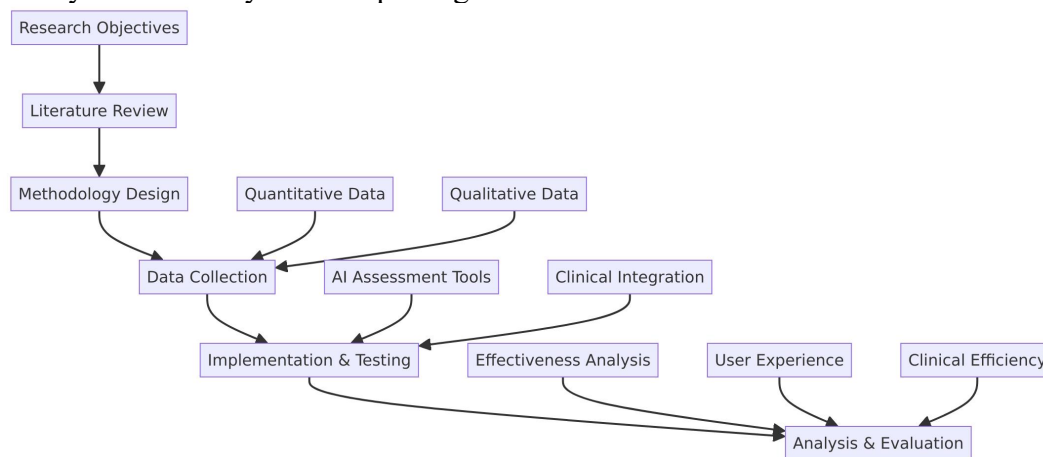 Research Objectives
Literature Review
Methodology Design
Quantitative Data
Qualitative Data
Data Collection
AI Assessment Tools
Clinical Integration
Implementation & Testing
Effectiveness Analysis
User Experience
Clinical Efficiency
Analysis & Evaluation